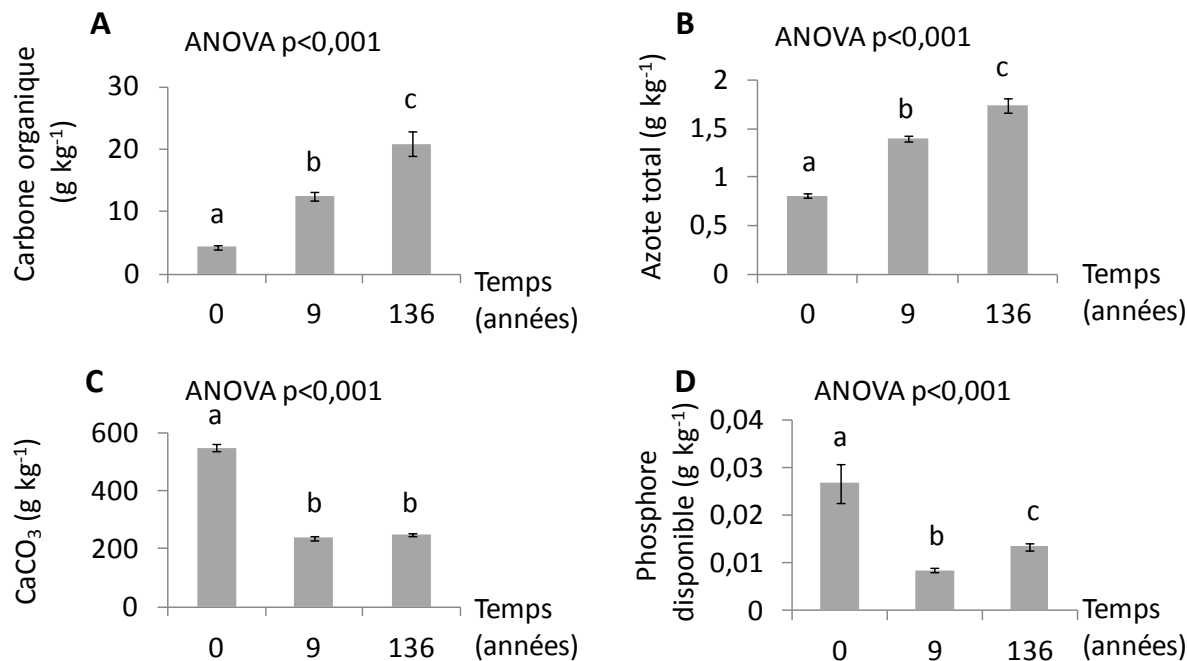 A
ANOVA p<0,001
Carbone organique
(g kg⁻¹)
30
20
10
0
a
b
c
0 9 136
Temps
(années)
B
ANOVA p<0,001
Azote total (g kg⁻¹)
2
1,5
1
0,5
0
a
b
c
0 9 136
Temps
(années)
C
ANOVA p<0,001
CaCO₃ (g kg⁻¹)
600
400
200
0
a
b
b
0 9 136
Temps
(années)
D
ANOVA p<0,001
Phosphore
disponible (g kg⁻¹)
0,04
0,03
0,02
0,01
0
a
b
c
0 9 136
Temps
(années)